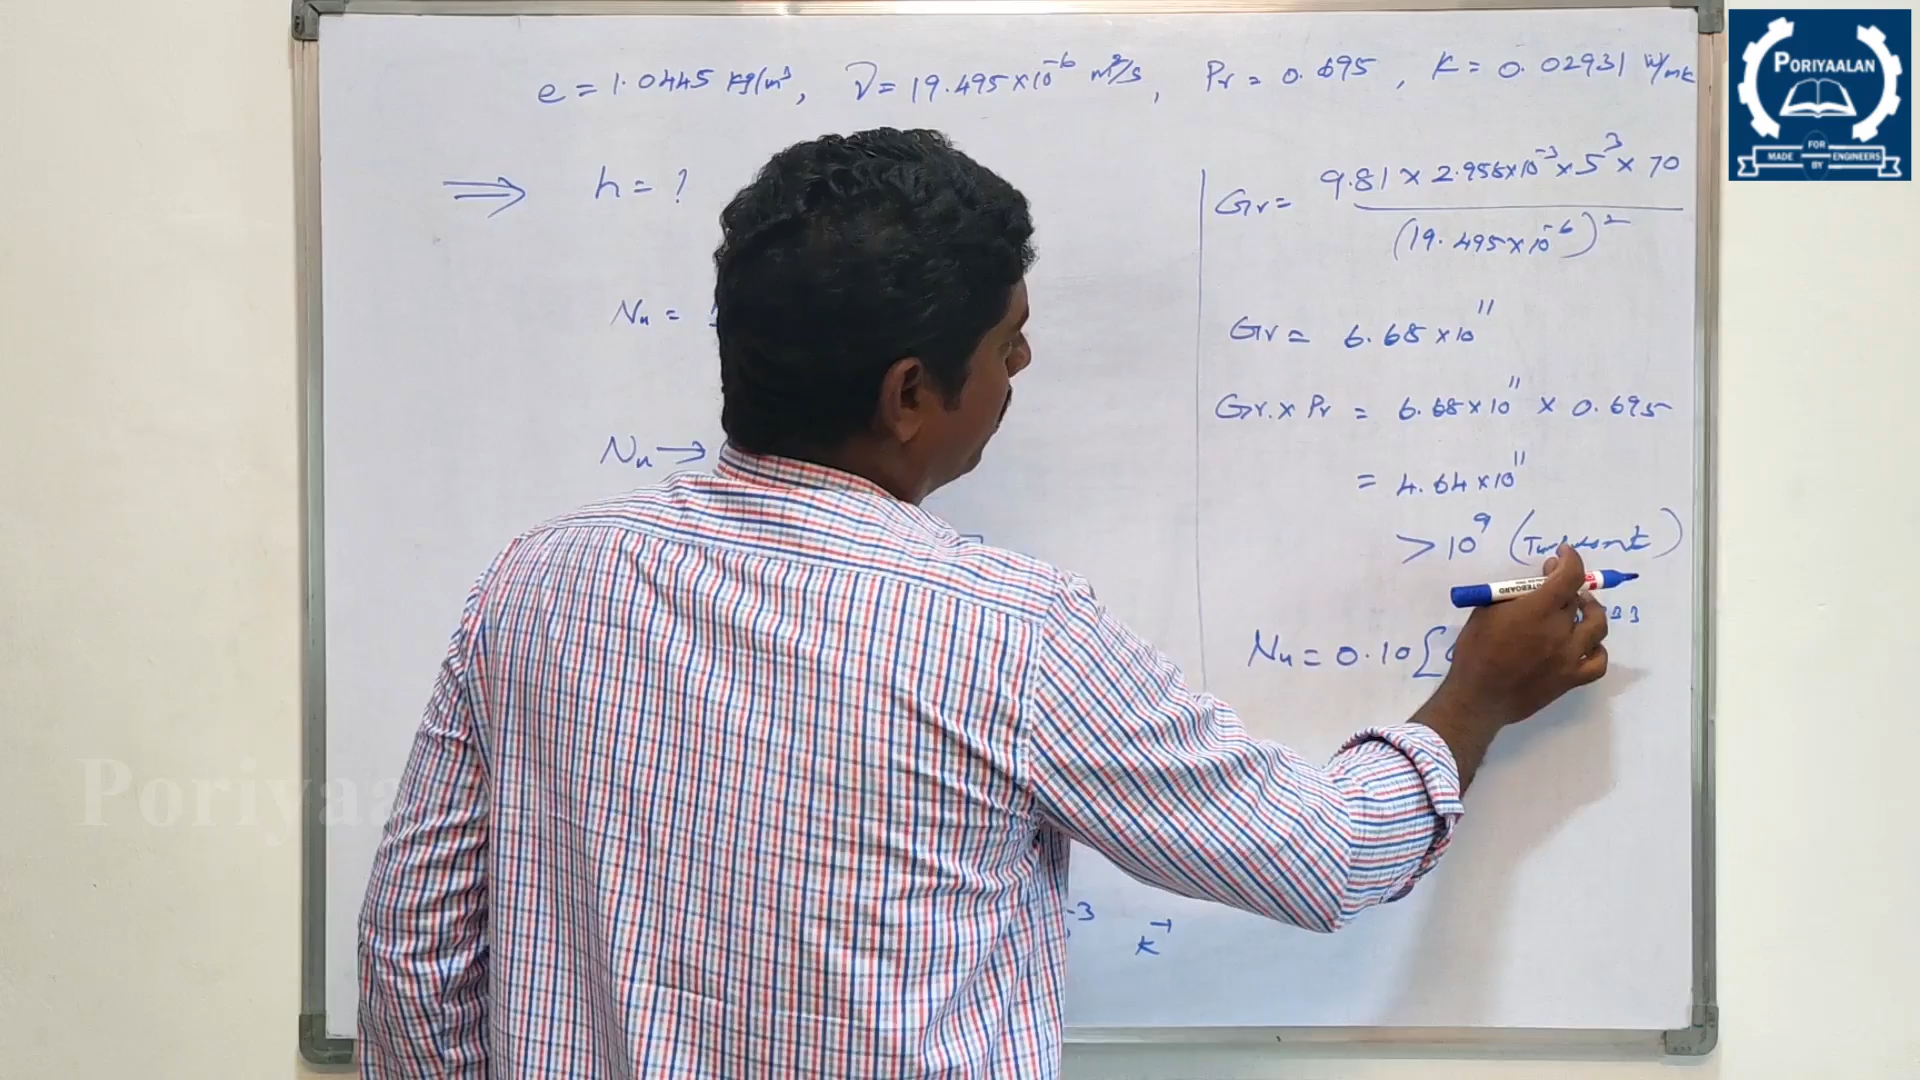 e = 1.0445 kg/m³, ν = 19.495×10⁻⁶ m²/s, Pr = 0.695, K = 0.02931 W/mK
⇒ h = ?
Nu =
Nu →
⁻³ K⁻¹
Gr = 9.81 × 2.956×10⁻³ × 5³ × 70
(19.495×10⁻⁶)²
Gr = 6.68×10¹¹
Gr × Pr = 6.68×10¹¹ × 0.695
= 4.64×10¹¹
> 10⁹ (Turbulent)
Nu = 0.10 [
PORIYAALAN
MADE FOR BY ENGINEERS
Poriyaa